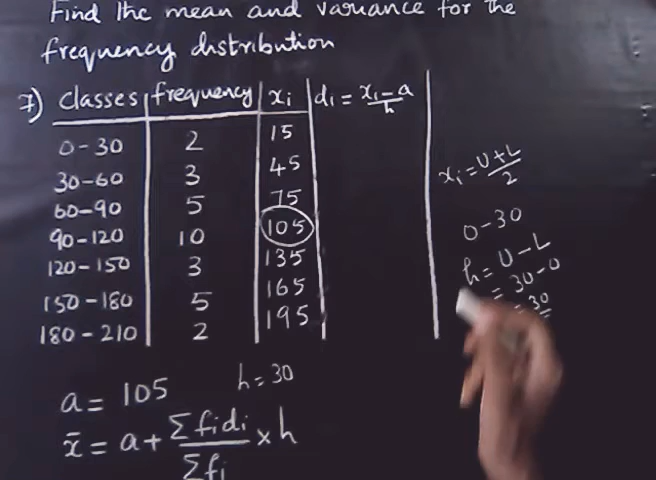 Find the mean and variance for the
frequency distribution
7) classes frequency xi di = xi - a / h
0-30 2 15
30-60 3 45
60-90 5 75
90-120 10 105
120-150 3 135
150-180 5 165
180-210 2 195
xi = U+L / 2
0-30
h = U-L
= 30-0
= 30
a = 105 h = 30
x̄ = a + Σfidi / Σfi × h